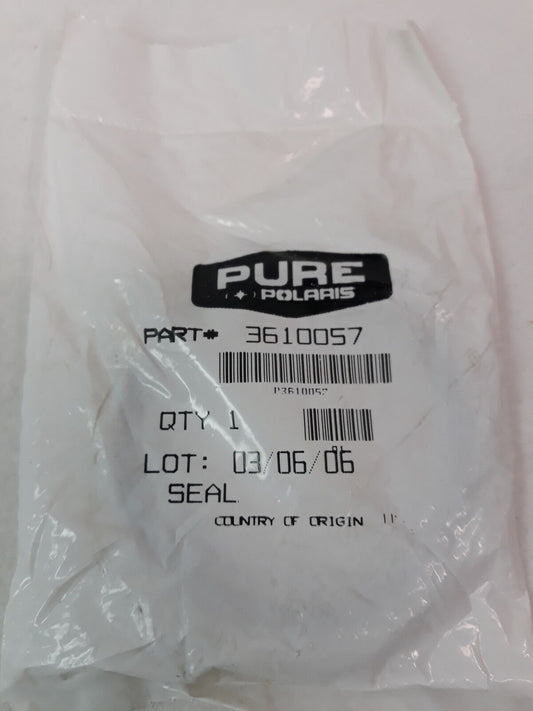 PURE
POLARIS
PART# 3610057
P3610057
QTY 1
LOT: 03/06/06
SEAL
COUNTRY OF ORIGIN